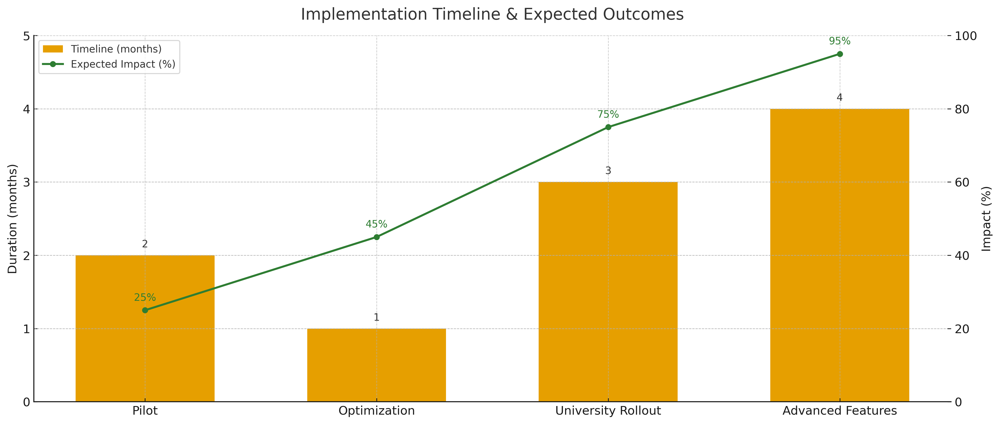 Implementation Timeline & Expected Outcomes
Timeline (months)
Expected Impact (%)
Duration (months)
5
4
3
2
1
0
100
80
60
40
20
0
Impact (%)
2
1
3
4
25%
45%
75%
95%
Pilot
Optimization
University Rollout
Advanced Features